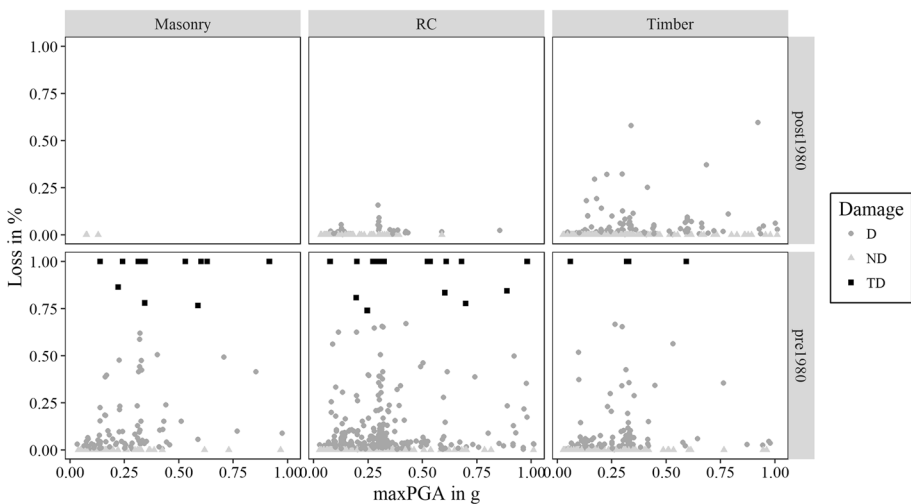 Masonry RC Timber
1.00
0.75
0.50
0.25
0.00
post1980
1.00
0.75
0.50
0.25
0.00
pre1980
Loss in %
0.00 0.25 0.50 0.75 1.00 0.00 0.25 0.50 0.75 1.00 0.00 0.25 0.50 0.75 1.00
maxPGA in g
Damage
D
ND
TD